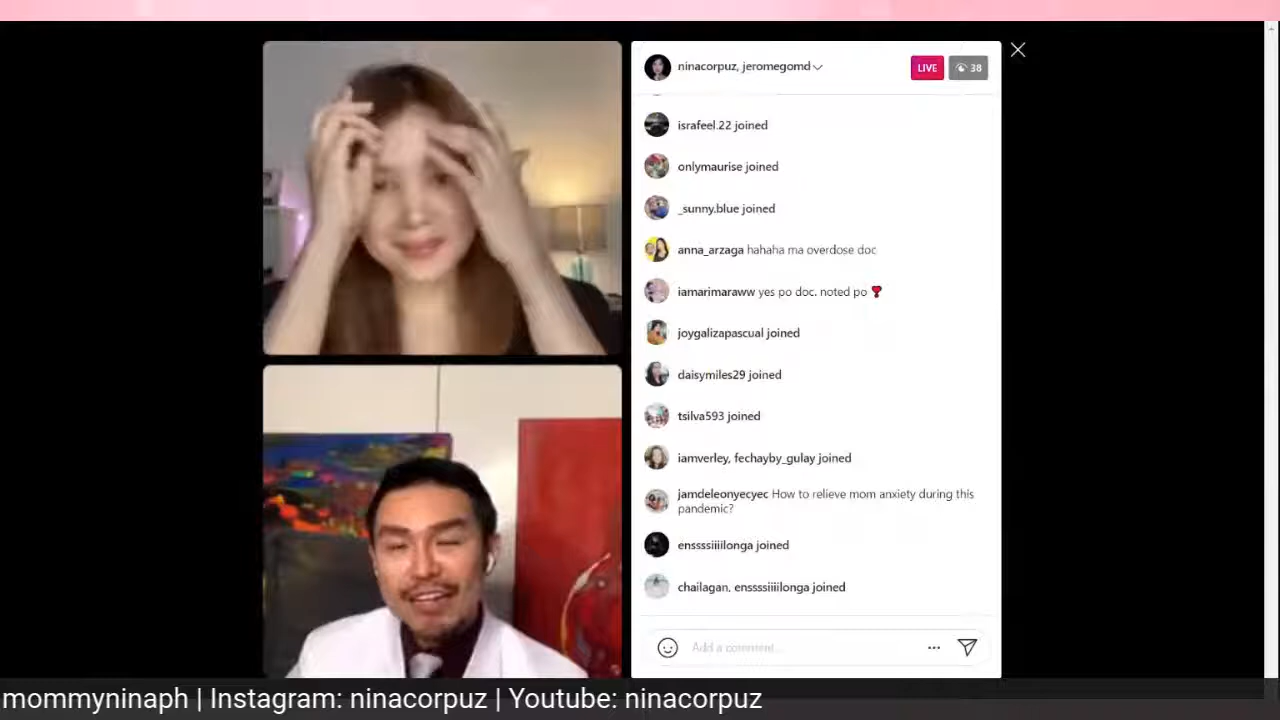 ninacorpuz, jeromegomd
LIVE
38
israfeel.22 joined
onlymaurise joined
_sunny.blue joined
anna_arzaga hahaha ma overdose doc
iamarimaraww yes po doc. noted po
joygalizapascual joined
daisymiles29 joined
tsilva593 joined
iamverley, fechayby_gulay joined
jamdeleonyecyec How to relieve mom anxiety during this
pandemic?
enssssiiiilonga joined
chailagan, enssssiiiilonga joined
Add a comment...
mommyninaph | Instagram: ninacorpuz | Youtube: ninacorpuz